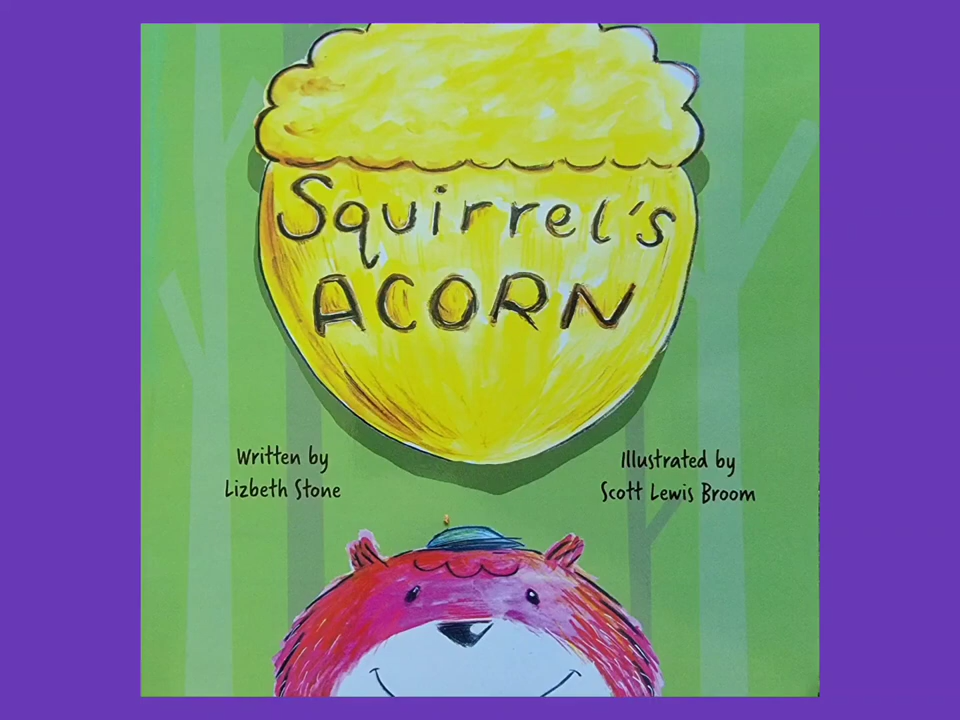 Squirrel's
ACORN
Written by
Lizbeth Stone
Illustrated by
Scott Lewis Broom